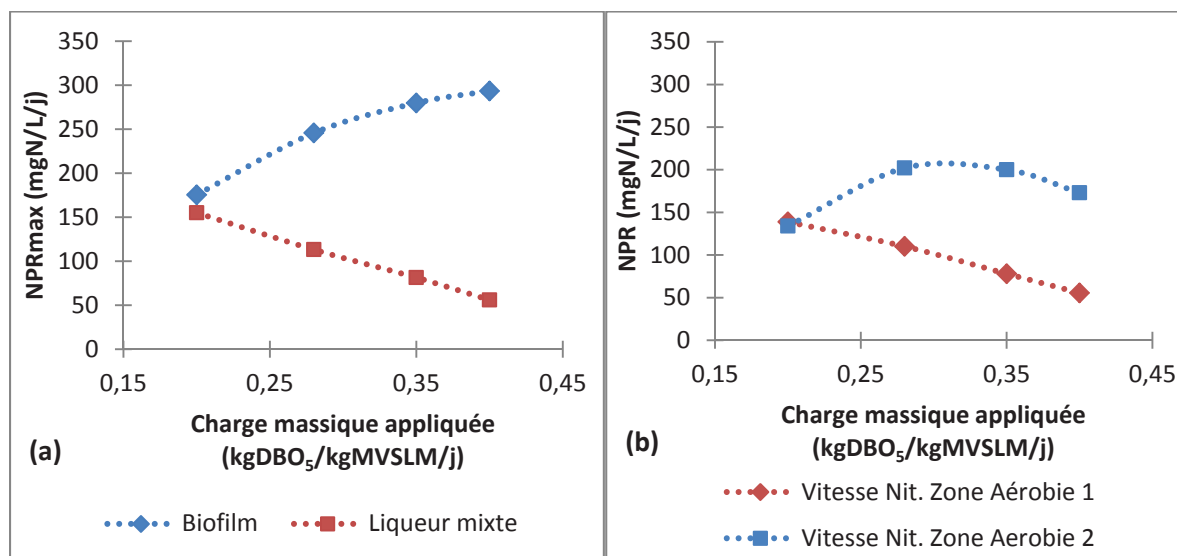 350
300
250
200
150
100
50
0
NPRmax (mgN/L/j)
0,15 0,25 0,35 0,45
Charge massique appliquée
(kgDBO₅/kgMVSLM/j)
(a)
Biofilm Liqueur mixte
350
300
250
200
150
100
50
0
NPR (mgN/L/j)
0,15 0,25 0,35 0,45
Charge massique appliquée
(kgDBO₅/kgMVSLM/j)
(b)
Vitesse Nit. Zone Aérobie 1
Vitesse Nit. Zone Aerobie 2